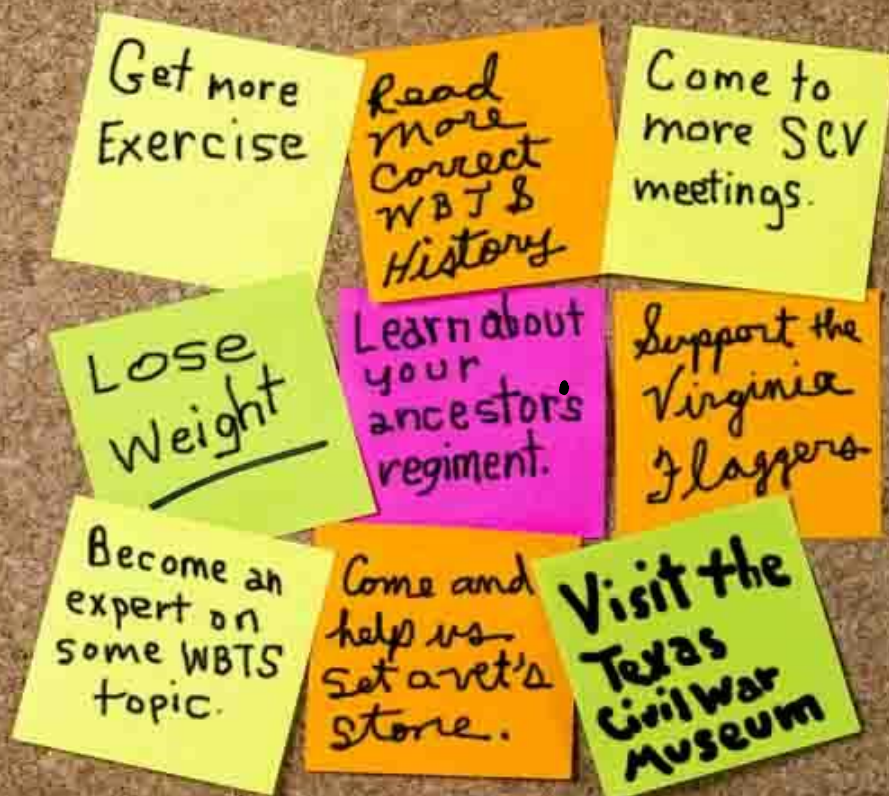 Get more
Exercise
Read
More
Correct
WBTS
History
Come to
more SCV
meetings.
Lose
Weight
Learn about
your
ancestor's
regiment.
Support the
Virginia
Flaggers
Become an
expert on
some WBTS
topic.
Come and
help us
set a vet's
stone.
Visit the
Texas
Civil War
Museum